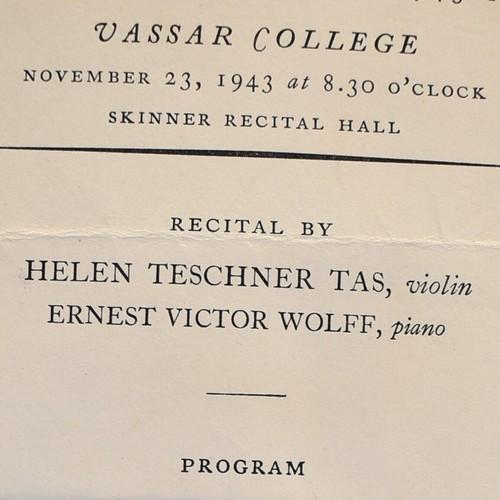 VASSAR COLLEGE
NOVEMBER 23, 1943 at 8.30 O'CLOCK
SKINNER RECITAL HALL
RECITAL BY
HELEN TESCHNER TAS, violin
ERNEST VICTOR WOLFF, piano
PROGRAM